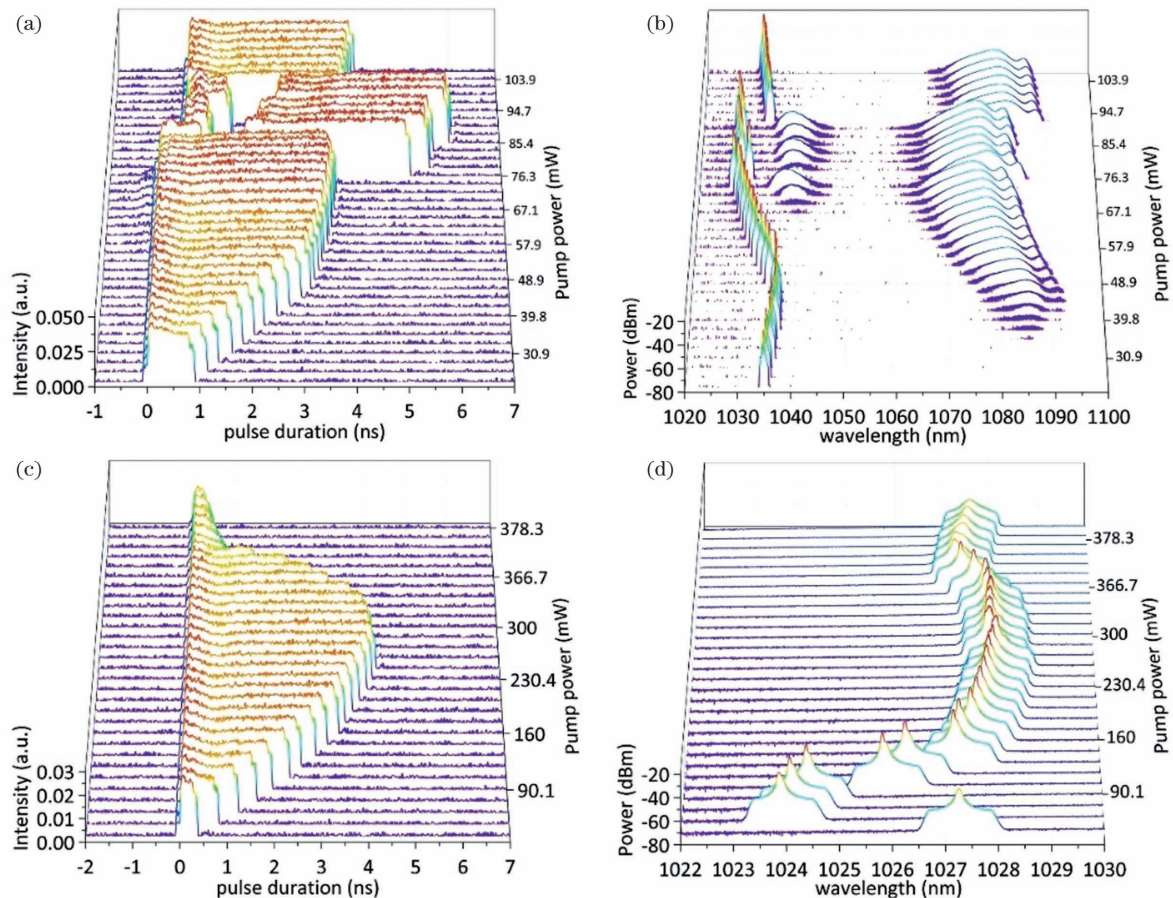 (a)
103.9
94.7
85.4
76.3
67.1
57.9
48.9
39.8
30.9
Pump power (mW)
Intensity (a.u.)
0.050
0.025
0.000
-1 0 1 2 3 4 5 6 7
pulse duration (ns)
(b)
103.9
94.7
85.4
76.3
67.1
57.9
48.9
39.8
30.9
Pump power (mW)
Power (dBm)
-20
-40
-60
-80
1020 1030 1040 1050 1060 1070 1080 1090 1100
wavelength (nm)
(c)
378.3
366.7
300
230.4
160
90.1
Pump power (mW)
Intensity (a.u.)
0.03
0.02
0.01
0.00
-2 -1 0 1 2 3 4 5 6 7
pulse duration (ns)
(d)
378.3
366.7
300
230.4
160
90.1
Pump power (mW)
Power (dBm)
-20
-40
-60
-80
1022 1023 1024 1025 1026 1027 1028 1029 1030
wavelength (nm)